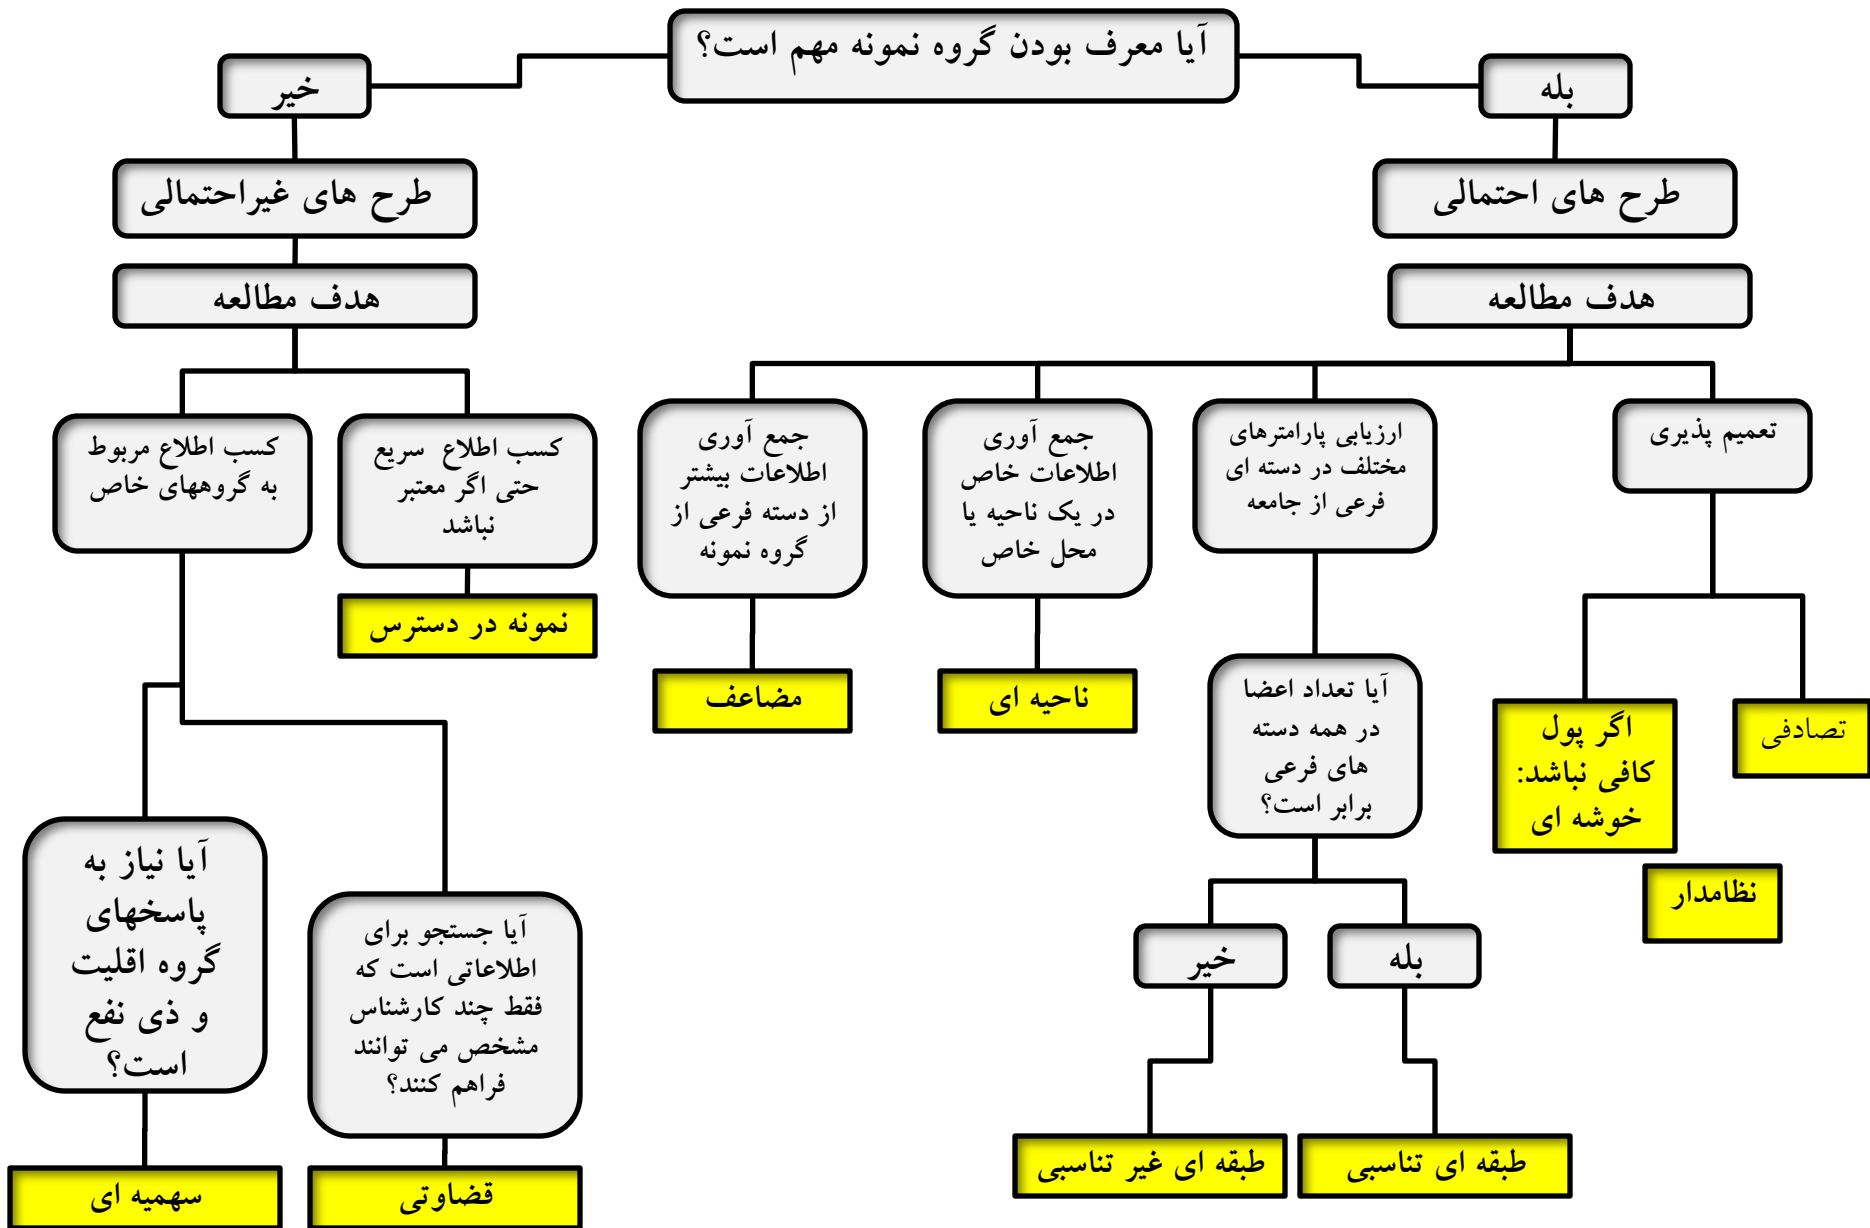 آیا معرف بودن گروه نمونه مهم است؟
بله
خیر
طرح های احتمالی
طرح های غیراحتمالی
هدف مطالعه
هدف مطالعه
تعمیم پذیری
ارزیابی پارامترهای
مختلف در دسته ای
فرعی از جامعه
جمع آوری
اطلاعات خاص
در یک ناحیه یا
محل خاص
جمع آوری
اطلاعات بیشتر
از دسته فرعی از
گروه نمونه
کسب اطلاع سریع
حتی اگر معتبر
نباشد
کسب اطلاع مربوط
به گروههای خاص
نمونه در دسترس
تصادفی
اگر پول
کافی نباشد:
خوشه ای
نظامدار
آیا تعداد اعضا
در همه دسته
های فرعی
برابر است؟
ناحیه ای
مضاعف
بله
خیر
آیا جستجو برای
اطلاعاتی است که
فقط چند کارشناس
مشخص می توانند
فراهم کنند؟
آیا نیاز به
پاسخهای
گروه اقلیت
و ذی نفع
است؟
طبقه ای تناسبی
طبقه ای غیر تناسبی
قضاوتی
سهمیه ای